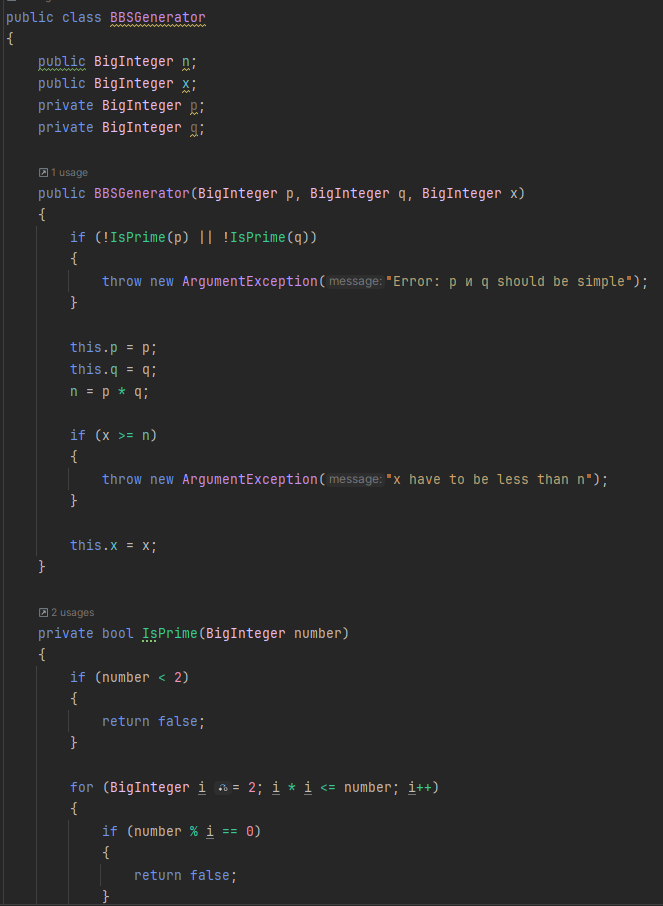 public class BBSGenerator
{
public BigInteger n;
public BigInteger x;
private BigInteger p;
private BigInteger q;
1 usage
public BBSGenerator(BigInteger p, BigInteger q, BigInteger x)
{
if (!IsPrime(p) || !IsPrime(q))
{
throw new ArgumentException( message: "Error: p и q should be simple");
}
this.p = p;
this.q = q;
n = p * q;
if (x >= n)
{
throw new ArgumentException( message: "x have to be less than n");
}
this.x = x;
}
2 usages
private bool IsPrime(BigInteger number)
{
if (number < 2)
{
return false;
}
for (BigInteger i = 2; i * i <= number; i++)
{
if (number % i == 0)
{
return false;
}